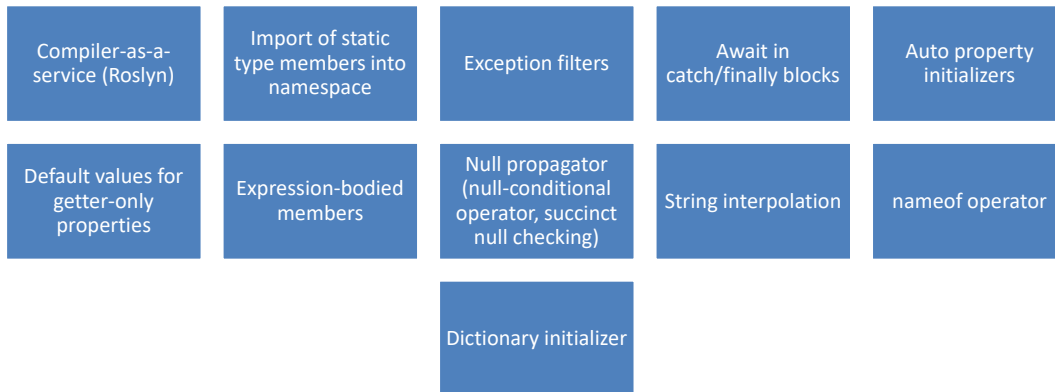 Compiler-as-a-
service (Roslyn)
Import of static
type members into
namespace
Exception filters
Await in
catch/finally blocks
Auto property
initializers
Default values for
getter-only
properties
Expression-bodied
members
Null propagator
(null-conditional
operator, succinct
null checking)
String interpolation
nameof operator
Dictionary initializer